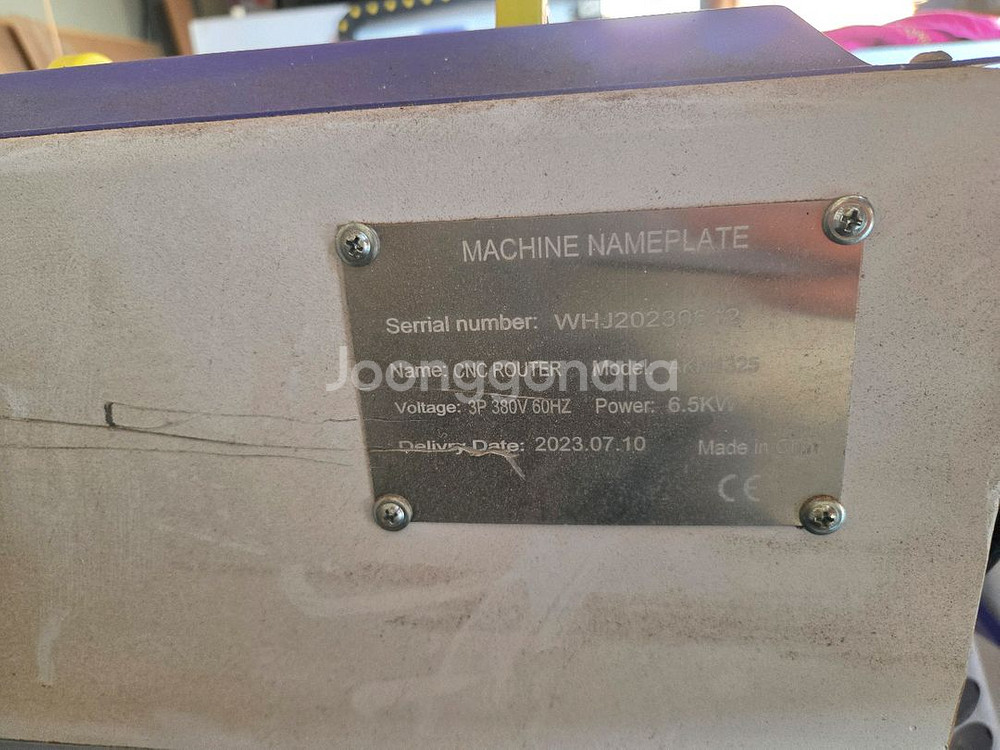 MACHINE NAMEPLATE
Serrial number:
Name: CNC ROUTER Model:
Joonggonara
Voltage: 3P 380V 60HZ Power: 6.5KW
Delivry Date: 2023.07.10 Made in
CE